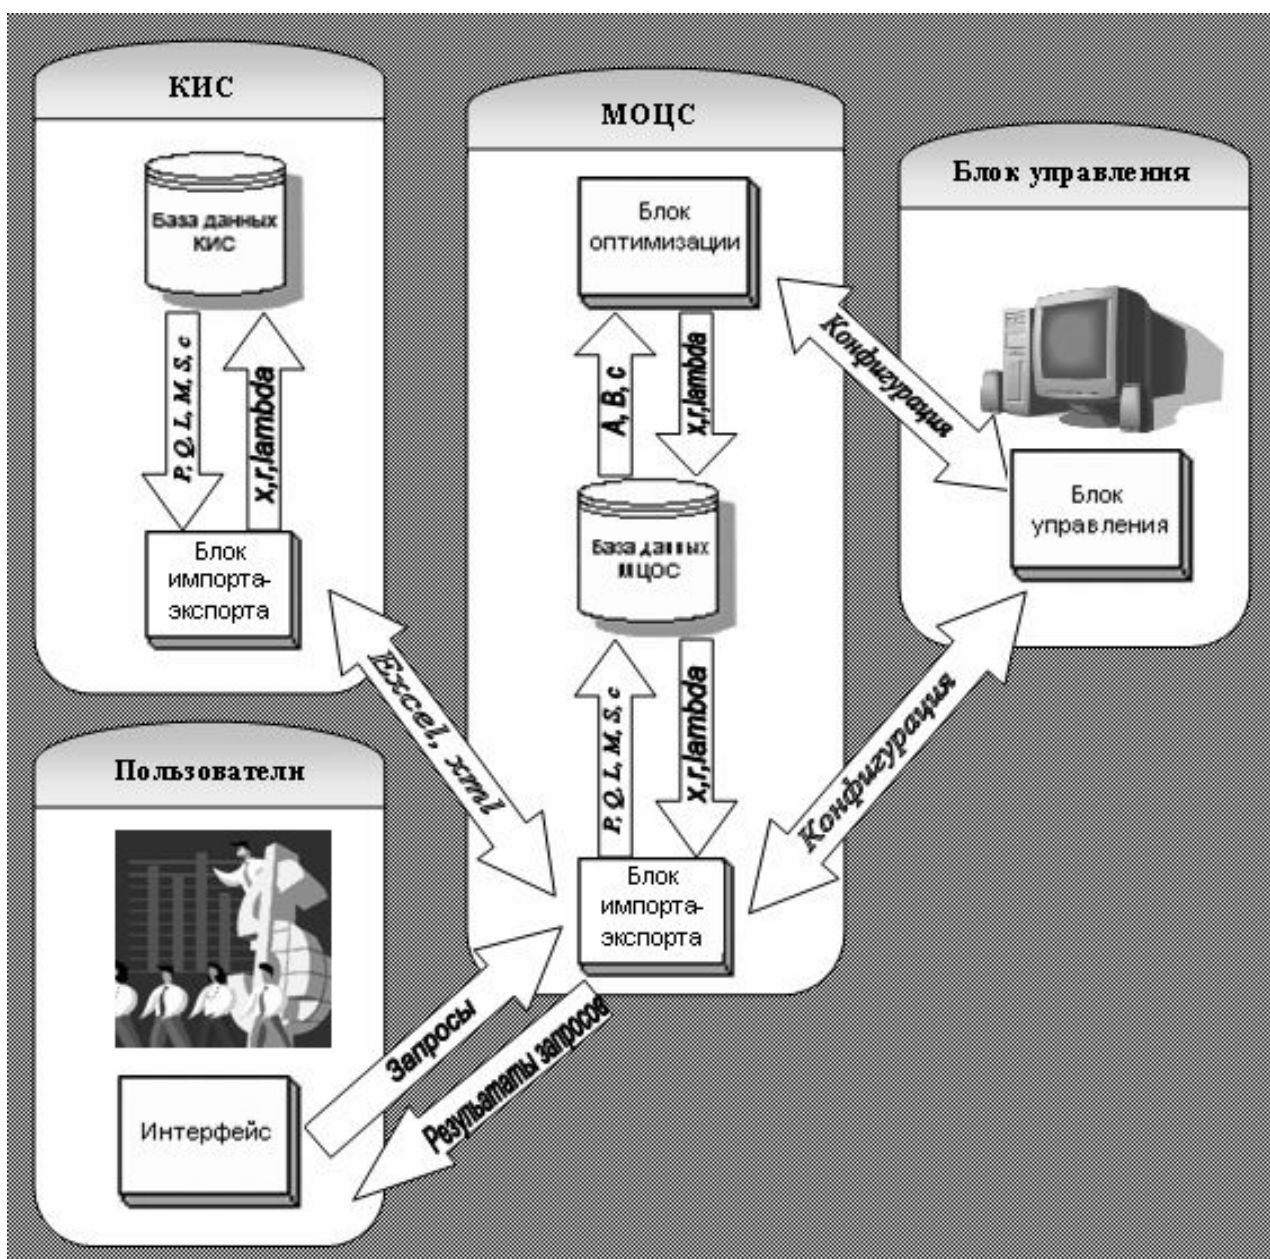 КИС
База данных
КИС
P, Q, L, M, S, c
x,r,lambda
Блок
импорта-
экспорта
МОЦС
Блок
оптимизации
A, B, c
x,r,lambda
База данных
МЦОС
P, Q, L, M, S, c
x,r,lambda
Блок
импорта-
экспорта
Блок управления
Блок
управления
Конфигурация
Конфигурация
Excel, xml
Пользователи
Интерфейс
Запросы
Резульататы запросов